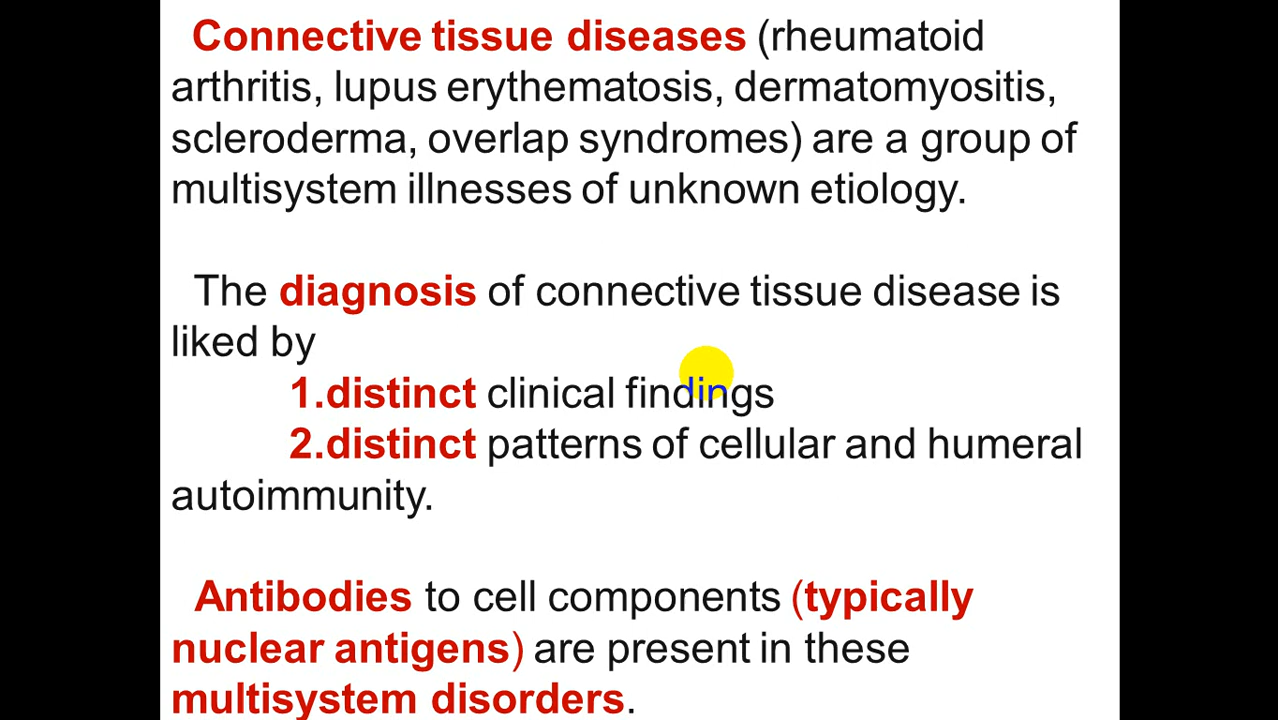 Connective tissue diseases (rheumatoid
arthritis, lupus erythematosis, dermatomyositis,
scleroderma, overlap syndromes) are a group of
multisystem illnesses of unknown etiology.
The diagnosis of connective tissue disease is
liked by
1.distinct clinical findings
2.distinct patterns of cellular and humeral
autoimmunity.
Antibodies to cell components (typically
nuclear antigens) are present in these
multisystem disorders.